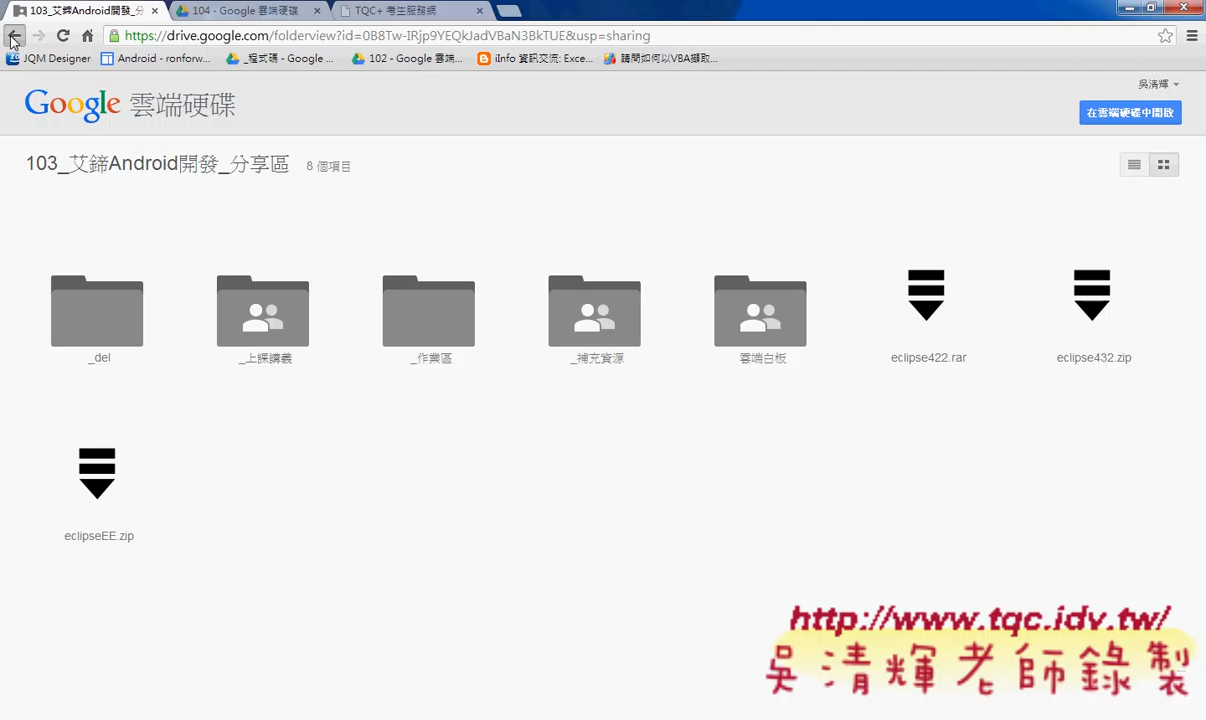 103_艾鍗Android開發_分
104 - Google 雲端硬碟
TQC+ 考生服務網
https://drive.google.com/folderview?id=0B8Tw-IRjp9YEQkJadVBaN3BkTUE&usp=sharing
JQM Designer
Android - ronforw...
_程式碼 - Google ...
102 - Google 雲端...
iInfo 資訊交流: Exce...
請問如何以VBA擷取...
Google 雲端硬碟
吳清輝
在雲端硬碟中開啟
103_艾鍗Android開發_分享區 8 個項目
_del
_上課講義
_作業區
_補充資源
雲端白板
eclipse422.rar
eclipse432.zip
eclipseEE.zip
http://www.tqc.idv.tw/
吳清輝老師錄製